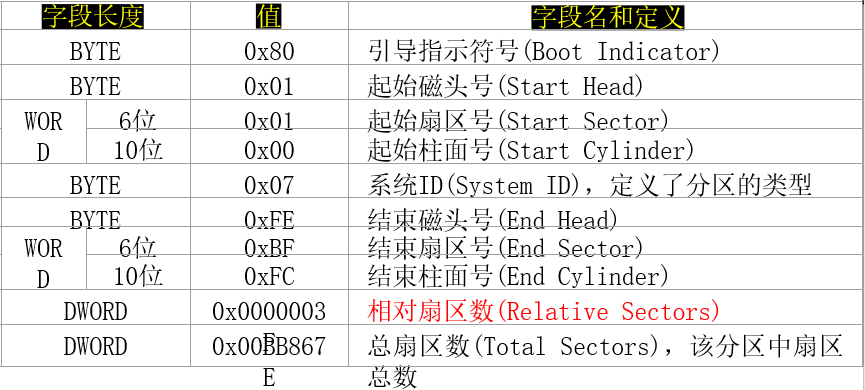 字段长度 值 字段名和定义
BYTE 0x80 引导指示符号(Boot Indicator)
BYTE 0x01 起始磁头号(Start Head)
WOR
D
6位 0x01 起始扇区号(Start Sector)
10位 0x00 起始柱面号(Start Cylinder)
BYTE 0x07 系统ID(System ID),定义了分区的类型
BYTE 0xFE 结束磁头号(End Head)
WOR
D
6位 0xBF 结束扇区号(End Sector)
10位 0xFC 结束柱面号(End Cylinder)
DWORD 0x0000003 相对扇区数(Relative Sectors)
F
DWORD 0x00BB867 总扇区数(Total Sectors),该分区中扇区
E 总数